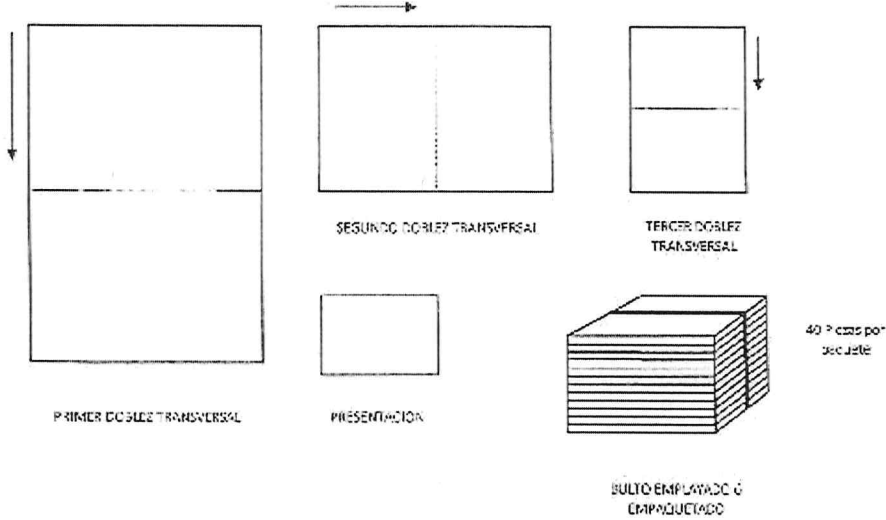 SEGUNDO DOBLEZ TRANSVERSAL
TERCER DOBLEZ
TRANSVERSAL
40 Piezas por
paquete
PRIMER DOBLEZ TRANSVERSAL
PRESENTACION
BULTO EMPLAYADO Ó
EMPAQUETADO